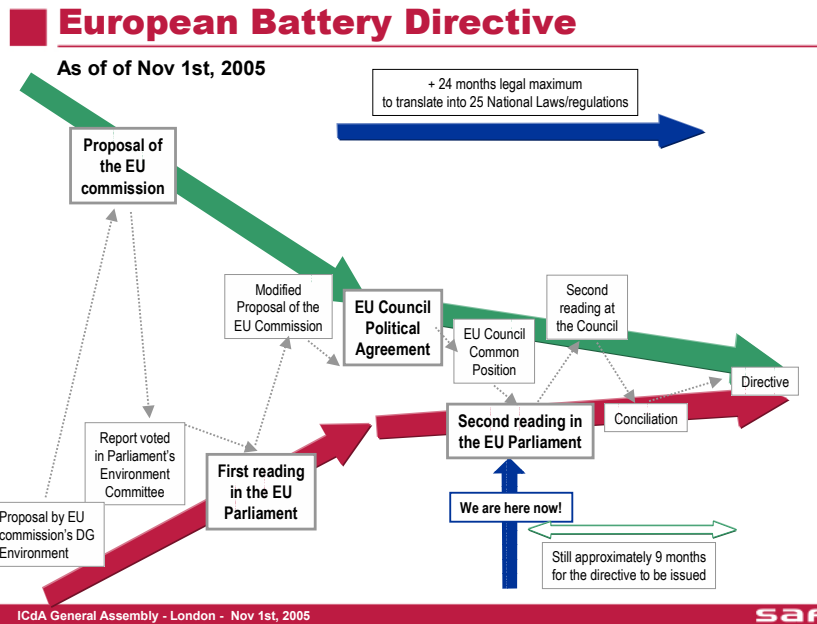 European Battery Directive
As of of Nov 1st, 2005
+ 24 months legal maximum
to translate into 25 National Laws/regulations
Proposal of
the EU
commission
Modified
Proposal of the
EU Commission
EU Council
Political
Agreement
Second
reading at
the Council
EU Council
Common
Position
Directive
Report voted
in Parliament's
Environment
Committee
First reading
in the EU
Parliament
Second reading in
the EU Parliament
Conciliation
Proposal by EU
commission's DG
Environment
We are here now!
Still approximately 9 months
for the directive to be issued
ICdA General Assembly - London - Nov 1st, 2005